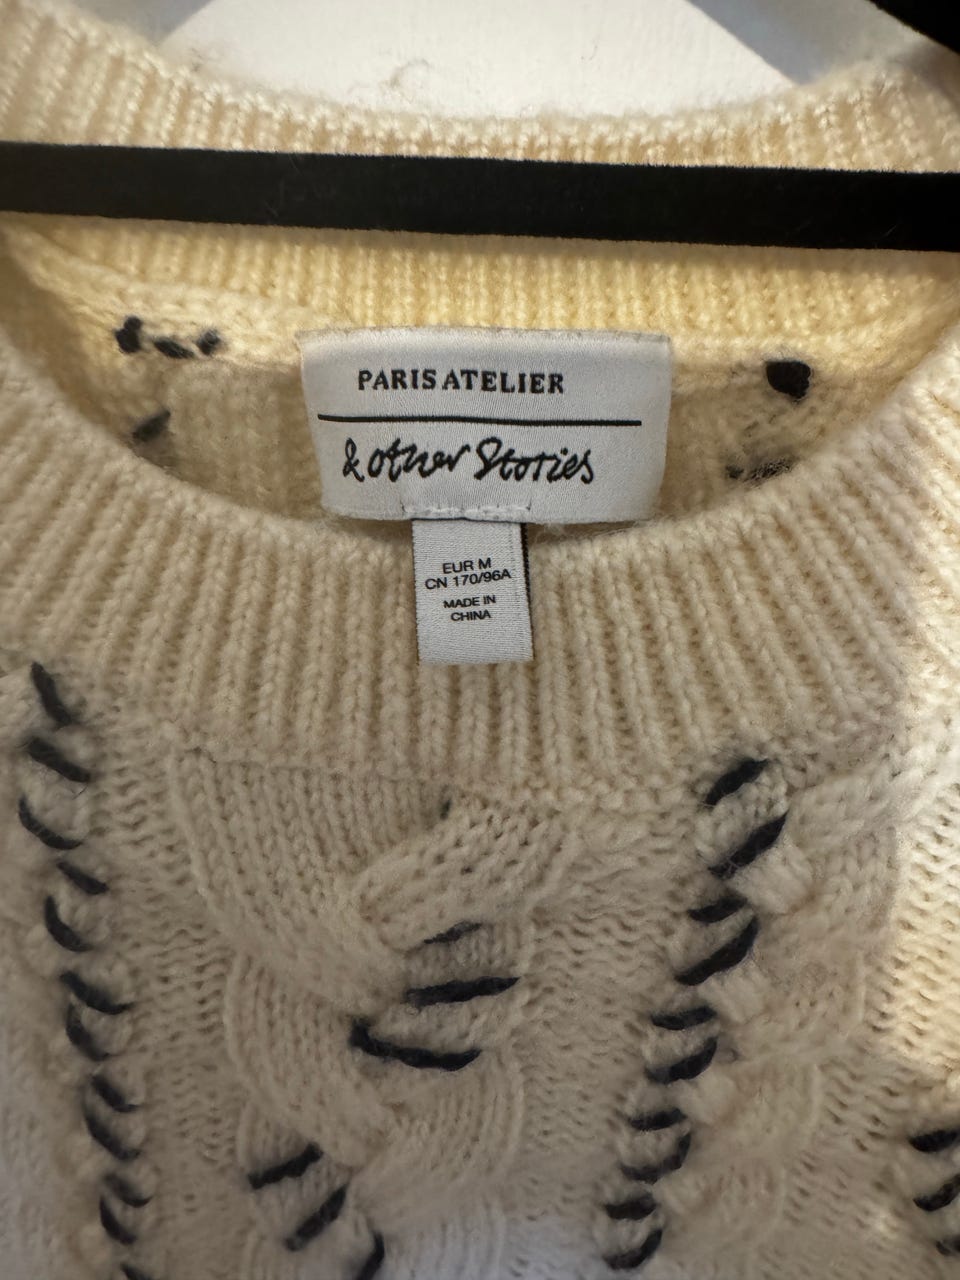 PARIS ATELIER
& other Stories
EUR M
CN 170/96A
MADE IN
CHINA